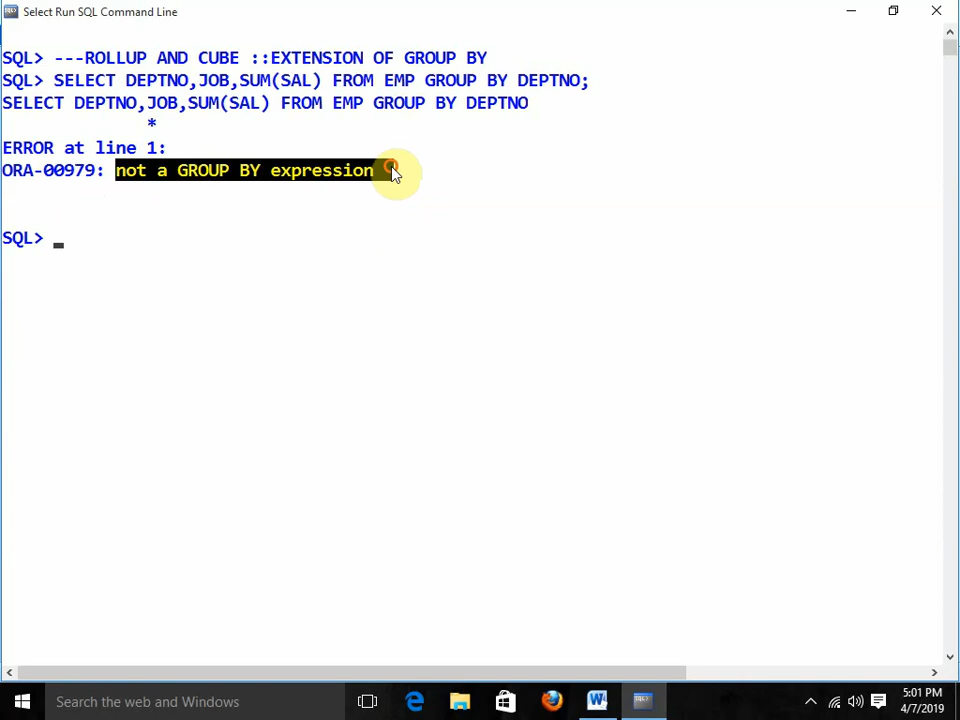 Select Run SQL Command Line
SQL> ---ROLLUP AND CUBE ::EXTENSION OF GROUP BY
SQL> SELECT DEPTNO,JOB,SUM(SAL) FROM EMP GROUP BY DEPTNO;
SELECT DEPTNO,JOB,SUM(SAL) FROM EMP GROUP BY DEPTNO
*
ERROR at line 1:
ORA-00979: not a GROUP BY expression
SQL> _
Search the web and Windows
5:01 PM
4/7/2019